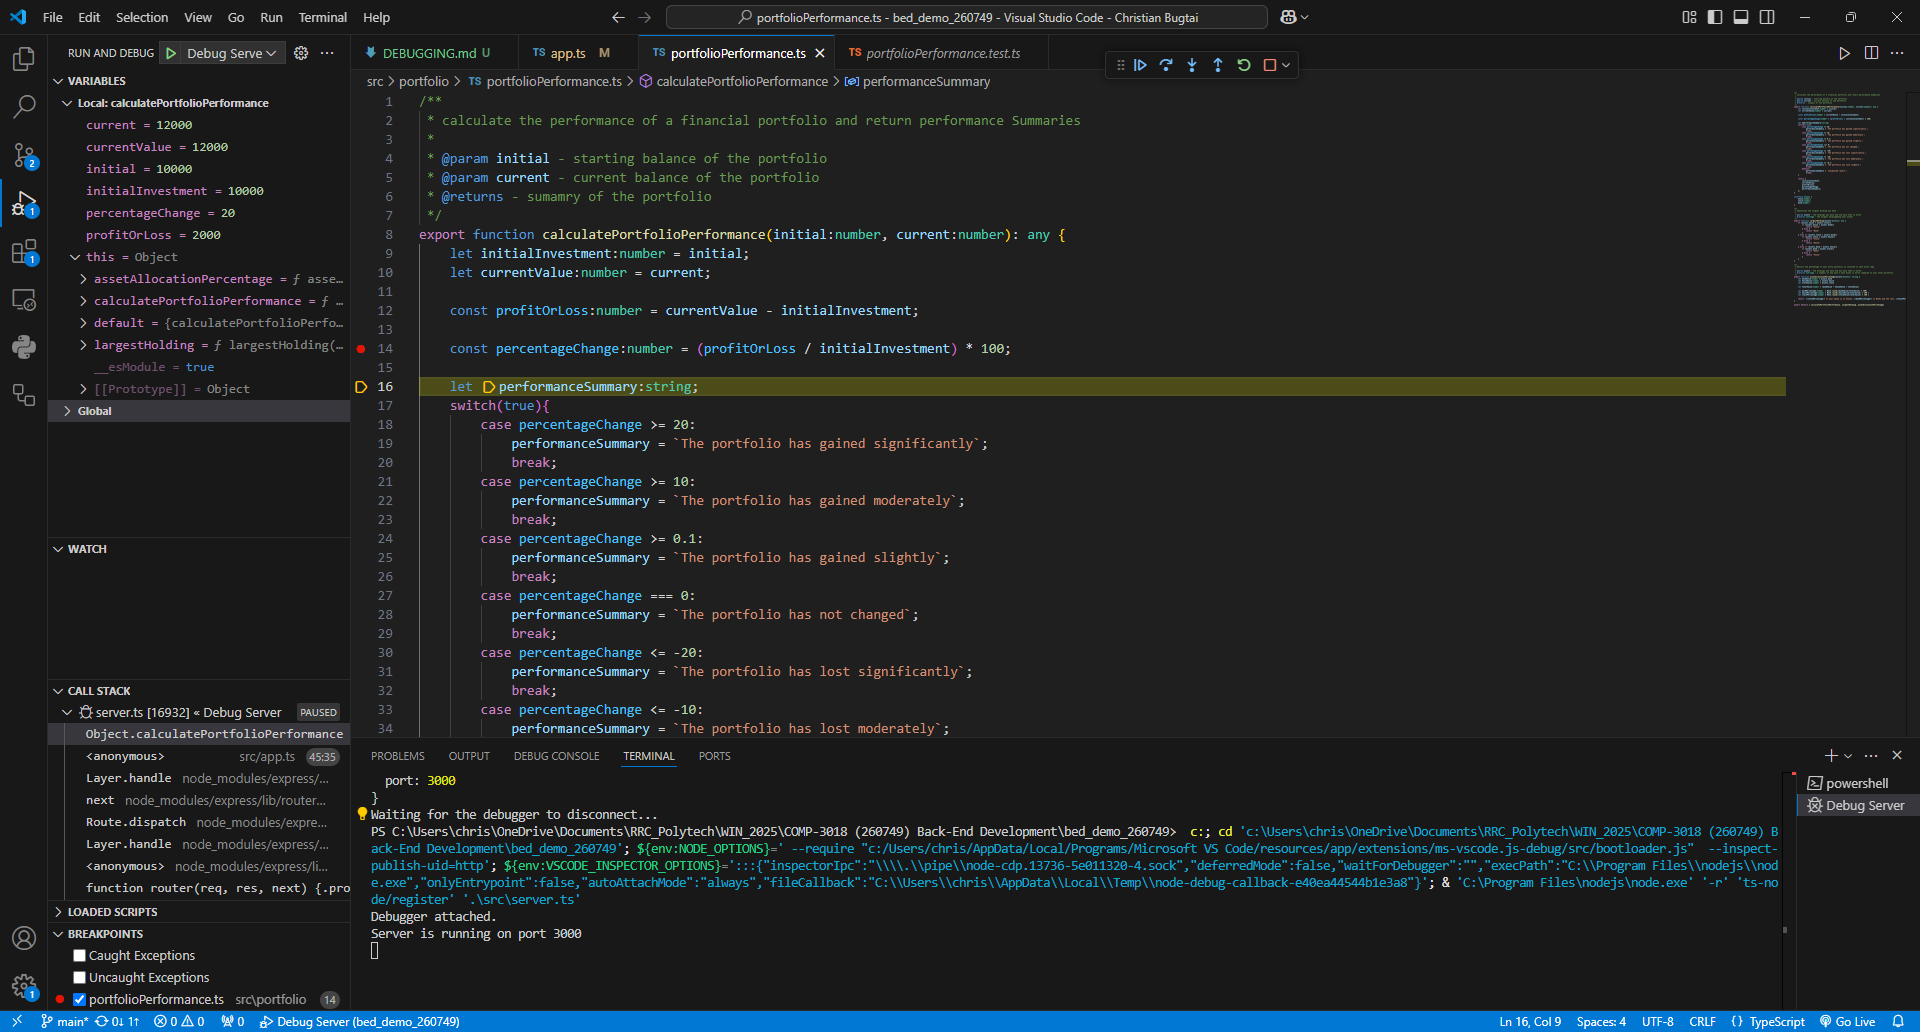 File Edit Selection View Go Run Terminal Help
portfolioPerformance.ts - bed_demo_260749 - Visual Studio Code - Christian Bugtai
RUN AND DEBUG Debug Serve
DEBUGGING.md U
TS app.ts M
TS portfolioPerformance.ts
TS portfolioPerformance.test.ts
src > portfolio > TS portfolioPerformance.ts > calculatePortfolioPerformance > performanceSummary
VARIABLES
Local: calculatePortfolioPerformance
current = 12000
currentValue = 12000
initial = 10000
initialInvestment = 10000
percentageChange = 20
profitOrLoss = 2000
this = Object
assetAllocationPercentage = ƒ asse…
calculatePortfolioPerformance = ƒ …
default = {calculatePortfolioPerfo…
largestHolding = ƒ largestHolding(…
__esModule = true
[[Prototype]] = Object
Global
WATCH
CALL STACK
server.ts [16932] « Debug Server PAUSED
Object.calculatePortfolioPerformance
<anonymous> src/app.ts 45:35
Layer.handle node_modules/express/...
next node_modules/express/lib/router...
Route.dispatch node_modules/expre...
Layer.handle node_modules/express/...
<anonymous> node_modules/express/li...
function router(req, res, next) {.pro
LOADED SCRIPTS
BREAKPOINTS
Caught Exceptions
Uncaught Exceptions
portfolioPerformance.ts src\portfolio 14
1 /**
2 * calculate the performance of a financial portfolio and return performance Summaries
3 *
4 * @param initial - starting balance of the portfolio
5 * @param current - current balance of the portfolio
6 * @returns - sumamry of the portfolio
7 */
8 export function calculatePortfolioPerformance(initial:number, current:number): any {
9 let initialInvestment:number = initial;
10 let currentValue:number = current;
11
12 const profitOrLoss:number = currentValue - initialInvestment;
13
14 const percentageChange:number = (profitOrLoss / initialInvestment) * 100;
15
16 let performanceSummary:string;
17 switch(true){
18 case percentageChange >= 20:
19 performanceSummary = `The portfolio has gained significantly`;
20 break;
21 case percentageChange >= 10:
22 performanceSummary = `The portfolio has gained moderately`;
23 break;
24 case percentageChange >= 0.1:
25 performanceSummary = `The portfolio has gained slightly`;
26 break;
27 case percentageChange === 0:
28 performanceSummary = `The portfolio has not changed`;
29 break;
30 case percentageChange <= -20:
31 performanceSummary = `The portfolio has lost significantly`;
32 break;
33 case percentageChange <= -10:
34 performanceSummary = `The portfolio has lost moderately`;
PROBLEMS OUTPUT DEBUG CONSOLE TERMINAL PORTS
port: 3000
}
Waiting for the debugger to disconnect...
PS C:\Users\chris\OneDrive\Documents\RRC_Polytech\WIN_2025\COMP-3018 (260749) Back-End Development\bed_demo_260749> c:; cd 'c:\Users\chris\OneDrive\Documents\RRC_Polytech\WIN_2025\COMP-3018 (260749) B
ack-End Development\bed_demo_260749'; ${env:NODE_OPTIONS}=' --require "c:/Users/chris/AppData/Local/Programs/Microsoft VS Code/resources/app/extensions/ms-vscode.js-debug/src/bootloader.js" --inspect-
publish-uid=http'; ${env:VSCODE_INSPECTOR_OPTIONS}=':::{"inspectorIpc":"\\\\.\\pipe\\node-cdp.13736-5e011320-4.sock","deferredMode":false,"waitForDebugger":"","execPath":"C:\\Program Files\\nodejs\\nod
e.exe","onlyEntrypoint":false,"autoAttachMode":"always","fileCallback":"C:\\Users\\chris\\AppData\\Local\\Temp\\node-debug-callback-e40ea44544b1e3a8"}'; & 'C:\Program Files\nodejs\node.exe' '-r' 'ts-no
de/register' '.\src\server.ts'
Debugger attached.
Server is running on port 3000
powershell
Debug Server
main* 0↓ 1↑ 0 0 0 Debug Server (bed_demo_260749)
Ln 16, Col 9 Spaces: 4 UTF-8 CRLF {} TypeScript Go Live